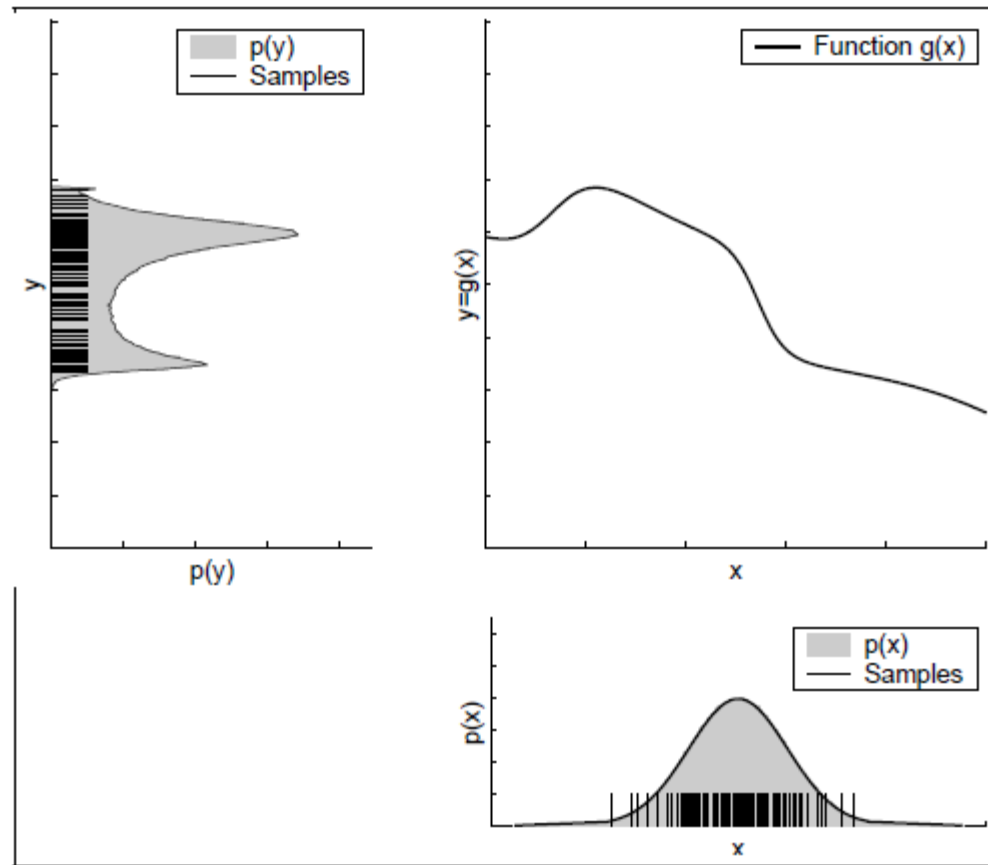 p(y)
Samples
y
p(y)
Function g(x)
y=g(x)
x
p(x)
Samples
p(x)
x